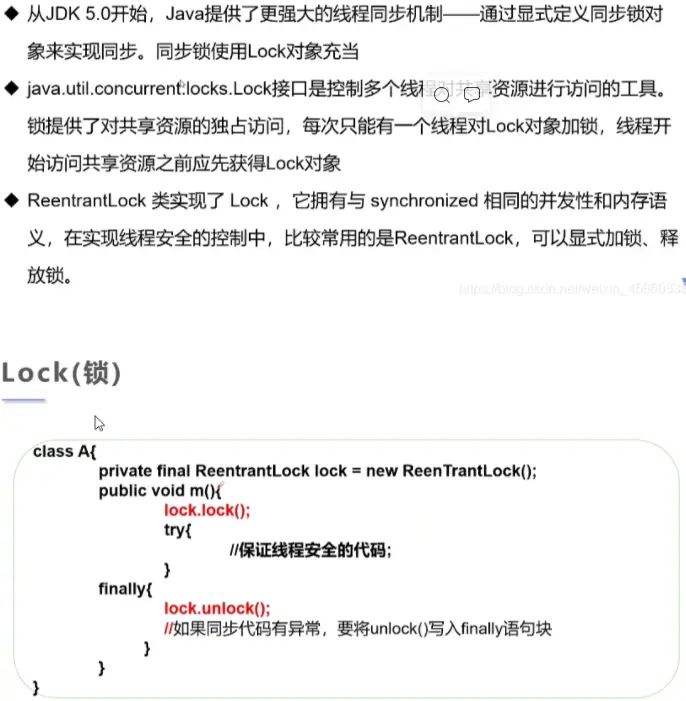 ◆ 从JDK 5.0开始，Java提供了更强大的线程同步机制——通过显式定义同步锁对
象来实现同步。同步锁使用Lock对象充当
◆ java.util.concurrent.locks.Lock接口是控制多个线程对共享资源进行访问的工具。
锁提供了对共享资源的独占访问，每次只能有一个线程对Lock对象加锁，线程开
始访问共享资源之前应先获得Lock对象
◆ ReentrantLock 类实现了 Lock ，它拥有与 synchronized 相同的并发性和内存语
义，在实现线程安全的控制中，比较常用的是ReentrantLock，可以显式加锁、释
放锁。
Lock(锁)
class A{
private final ReentrantLock lock = new ReenTrantLock();
public void m(){
lock.lock();
try{
//保证线程安全的代码;
}
finally{
lock.unlock();
//如果同步代码有异常，要将unlock()写入finally语句块
}
}
}